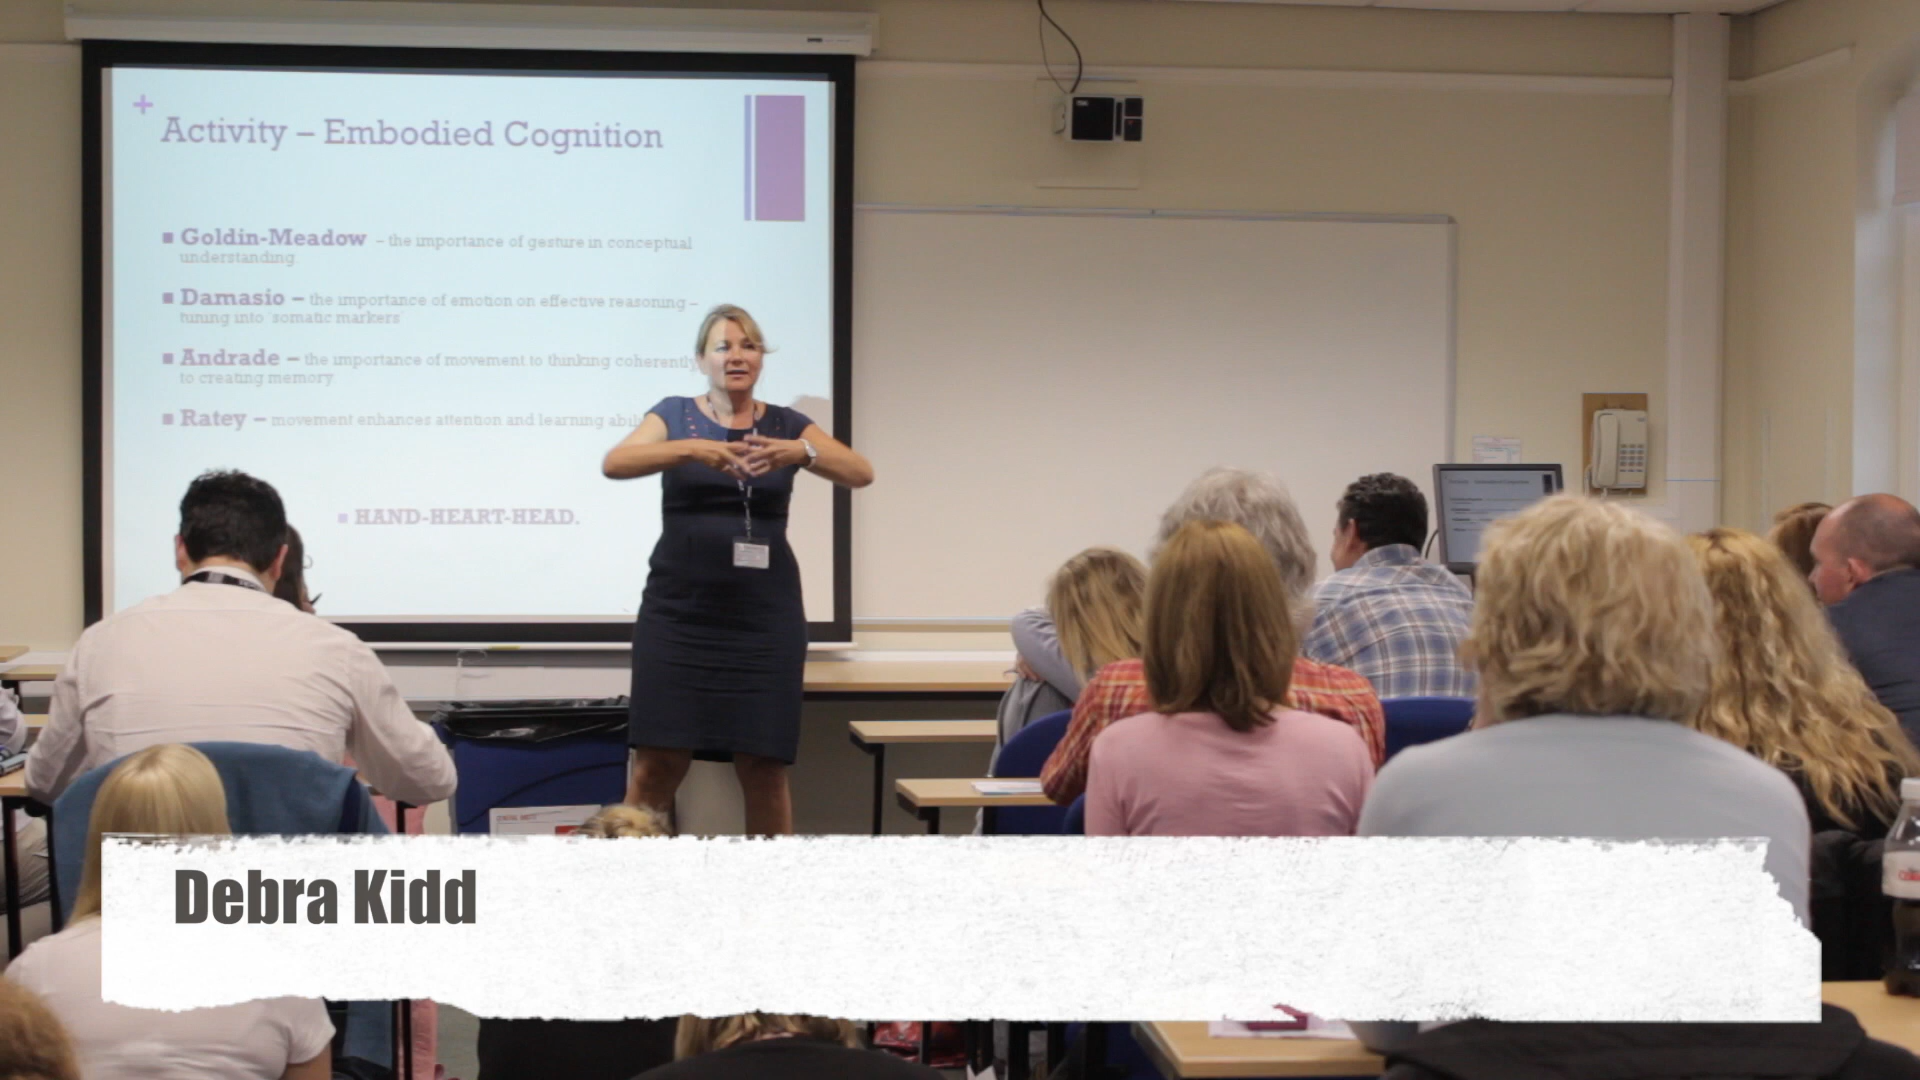 Activity – Embodied Cognition
Goldin-Meadow – the importance of gesture in conceptual
understanding.
Damasio – the importance of emotion on effective reasoning –
tuning into 'somatic markers'
Andrade – the importance of movement to thinking coherently
to creating memory
Ratey – movement enhances attention and learning
HAND-HEART-HEAD.
Debra Kidd